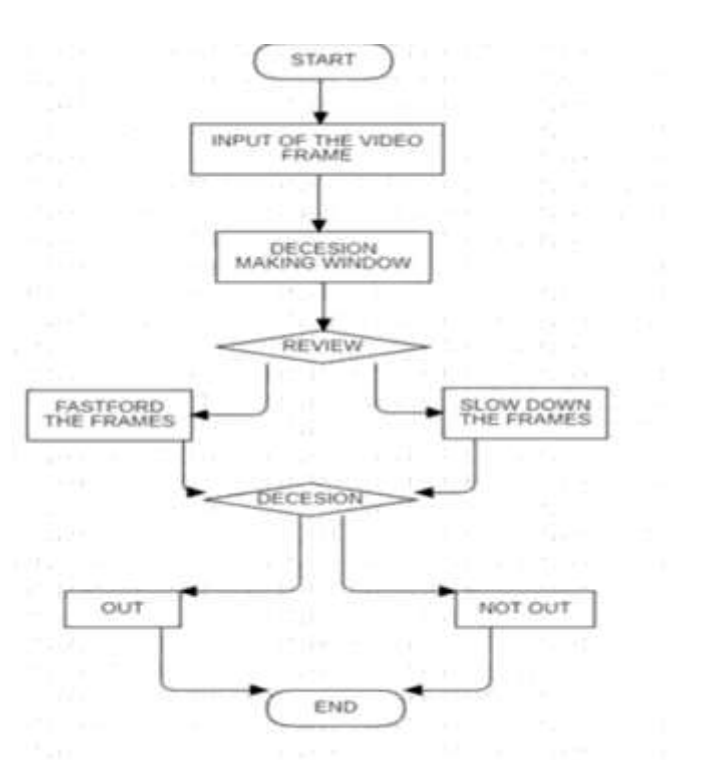 START
INPUT OF THE VIDEO
FRAME
DECESION
MAKING WINDOW
REVIEW
FASTFORD
THE FRAMES
SLOW DOWN
THE FRAMES
DECESION
OUT
NOT OUT
END